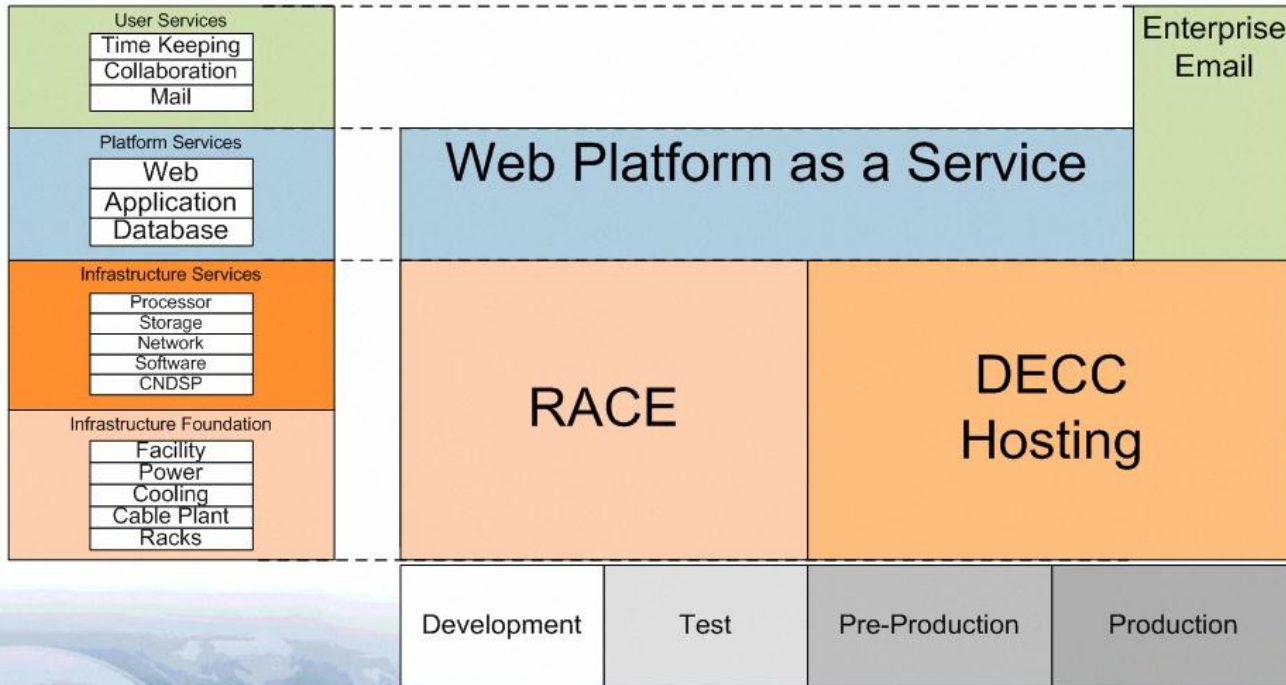 User Services
Time Keeping
Collaboration
Mail
Platform Services
Web
Application
Database
Infrastructure Services
Processor
Storage
Network
Software
CNDSP
Infrastructure Foundation
Facility
Power
Cooling
Cable Plant
Racks
Enterprise
Email
Web Platform as a Service
RACE
DECC
Hosting
Development
Test
Pre-Production
Production